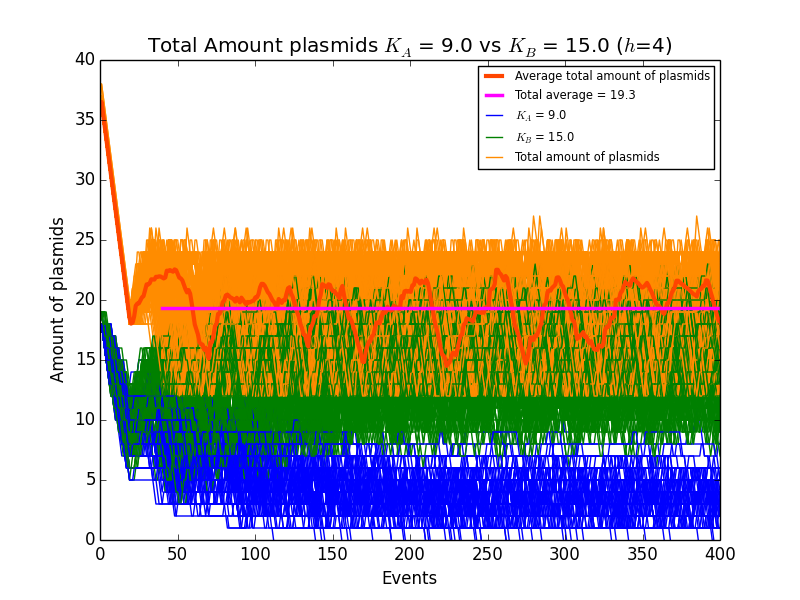 Total Amount plasmids K_A = 9.0 vs K_B = 15.0 (h=4)
Average total amount of plasmids
Total average = 19.3
K_A = 9.0
K_B = 15.0
Total amount of plasmids
40
35
30
25
20
15
10
5
0
Amount of plasmids
0 50 100 150 200 250 300 350 400
Events